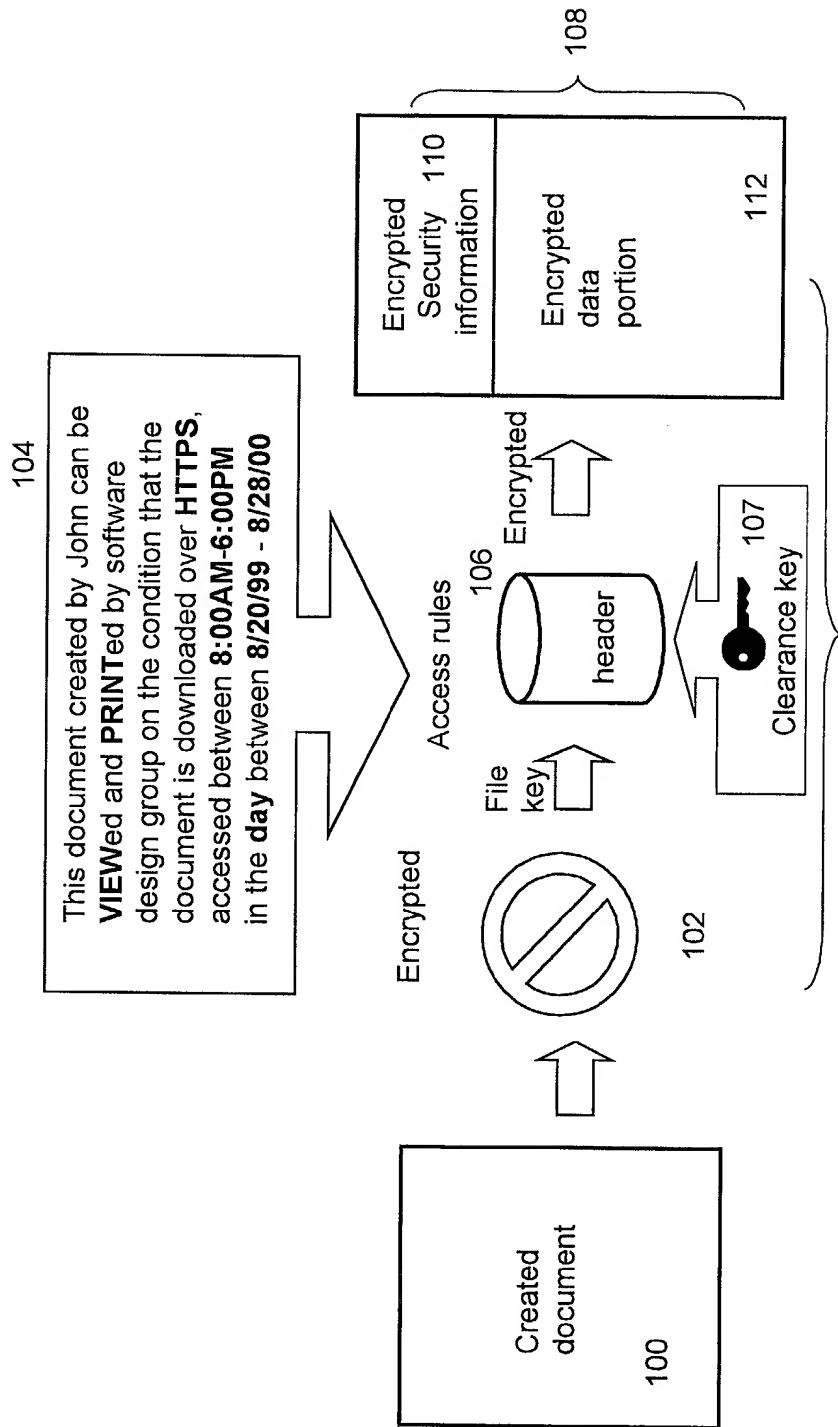 104
This document created by John can be
VIEWed and PRINTed by software
design group on the condition that the
document is downloaded over HTTPS,
accessed between 8:00AM-6:00PM
in the day between 8/20/99 - 8/28/00
Created
document
100
Encrypted
102
File
key
Access rules
106
header
107
Clearance key
Encrypted
Encrypted
Security 110
information
Encrypted
data
portion
112
108